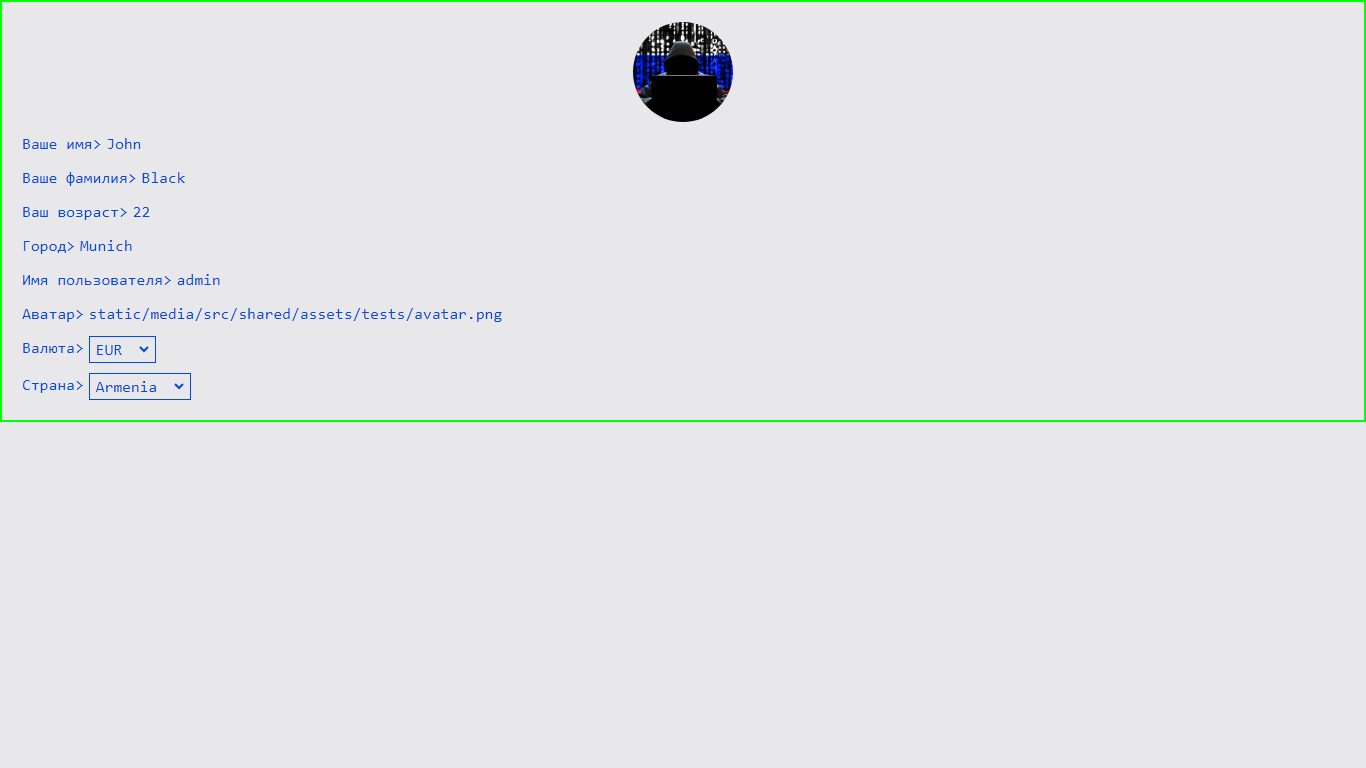 Ваше имя> John
Ваше фамилия> Black
Ваш возраст> 22
Город> Munich
Имя пользователя> admin
Аватар> static/media/src/shared/assets/tests/avatar.png
Валюта> EUR
Страна> Armenia